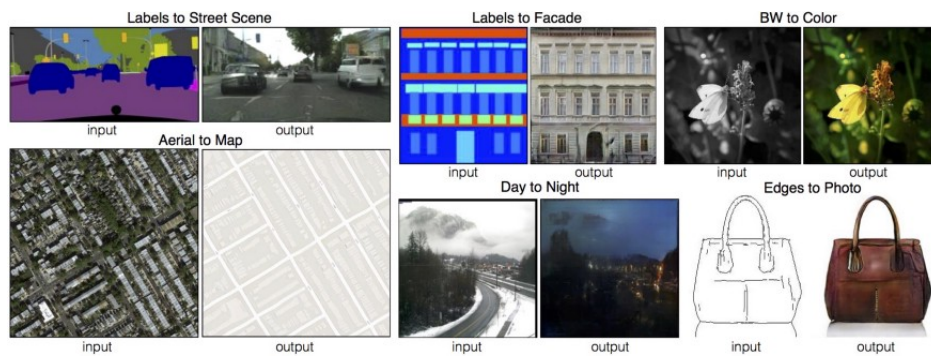 Labels to Street Scene
input
output
Aerial to Map
input
output
Labels to Facade
input
output
BW to Color
input
output
Day to Night
input
output
Edges to Photo
input
output